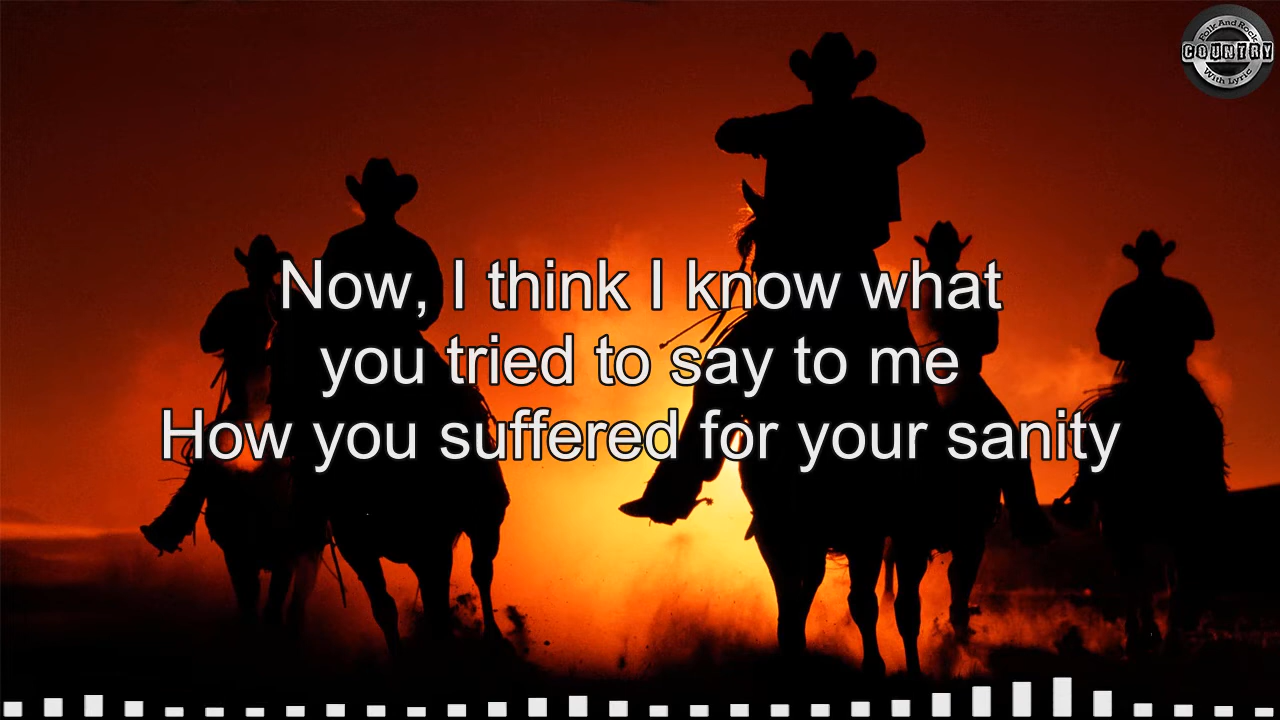 Folk And Rock
COUNTRY
With Lyric
Now, I think I know what
you tried to say to me
How you suffered for your sanity